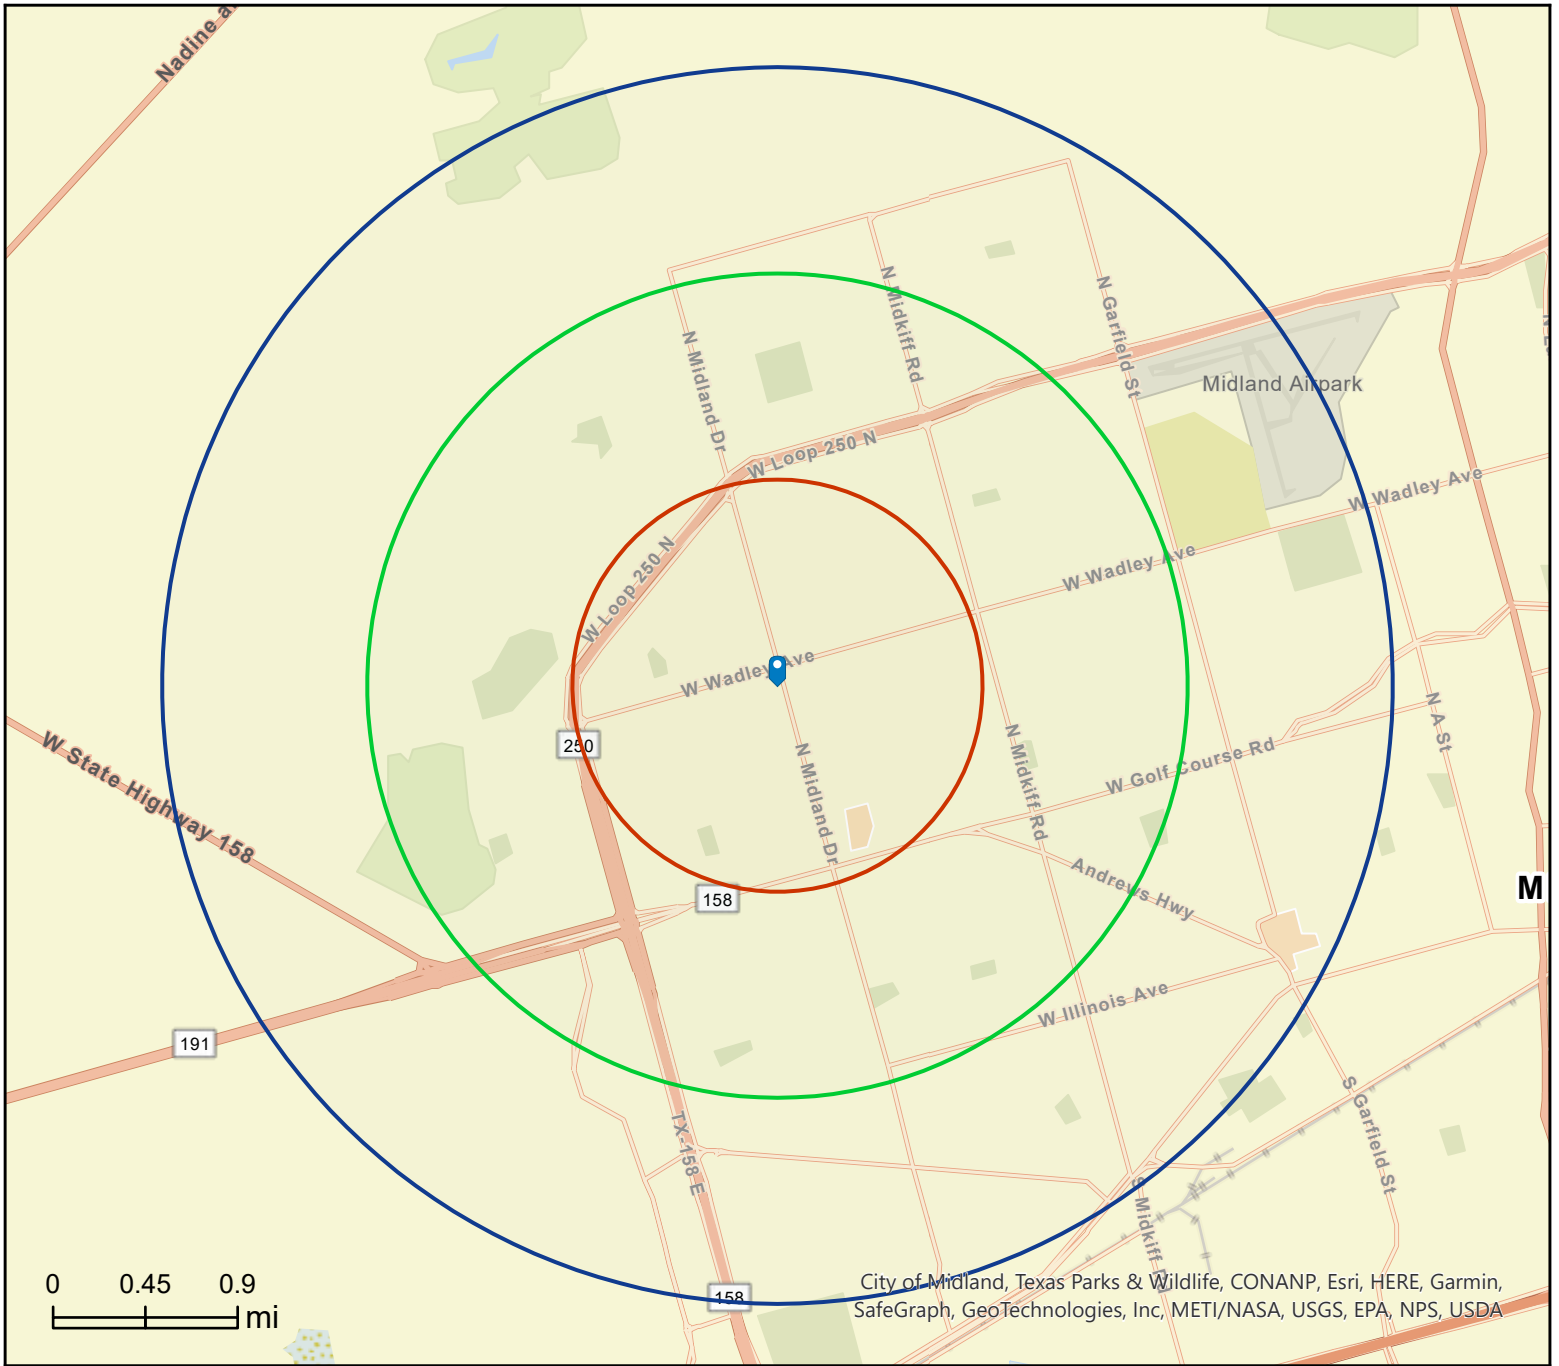 Nadine a
N Midkiff Rd
N Garfield St
N Midland Dr
Midland Airpark
W Loop 250 N
W Wadley Ave
W Loop 250 N
W Wadley Ave
W Wadley Ave
N A St
250
W State Highway 158
N Midland Dr
N Midkiff Rd
W Golf Course Rd
Andrews Hwy
M
158
W Illinois Ave
191
TX-158 E
S Garfield St
S Midkiff Rd
158
0 0.45 0.9
mi
City of Midland, Texas Parks & Wildlife, CONANP, Esri, HERE, Garmin,
SafeGraph, GeoTechnologies, Inc, METI/NASA, USGS, EPA, NPS, USDA